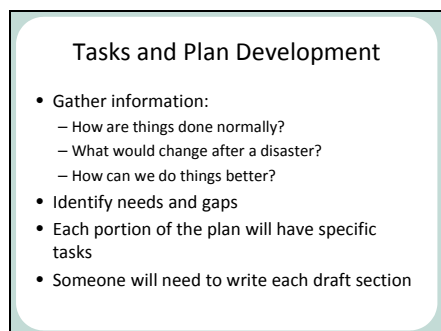 Tasks and Plan Development
• Gather information:
– How are things done normally?
– What would change after a disaster?
– How can we do things better?
• Identify needs and gaps
• Each portion of the plan will have specific
tasks
• Someone will need to write each draft section